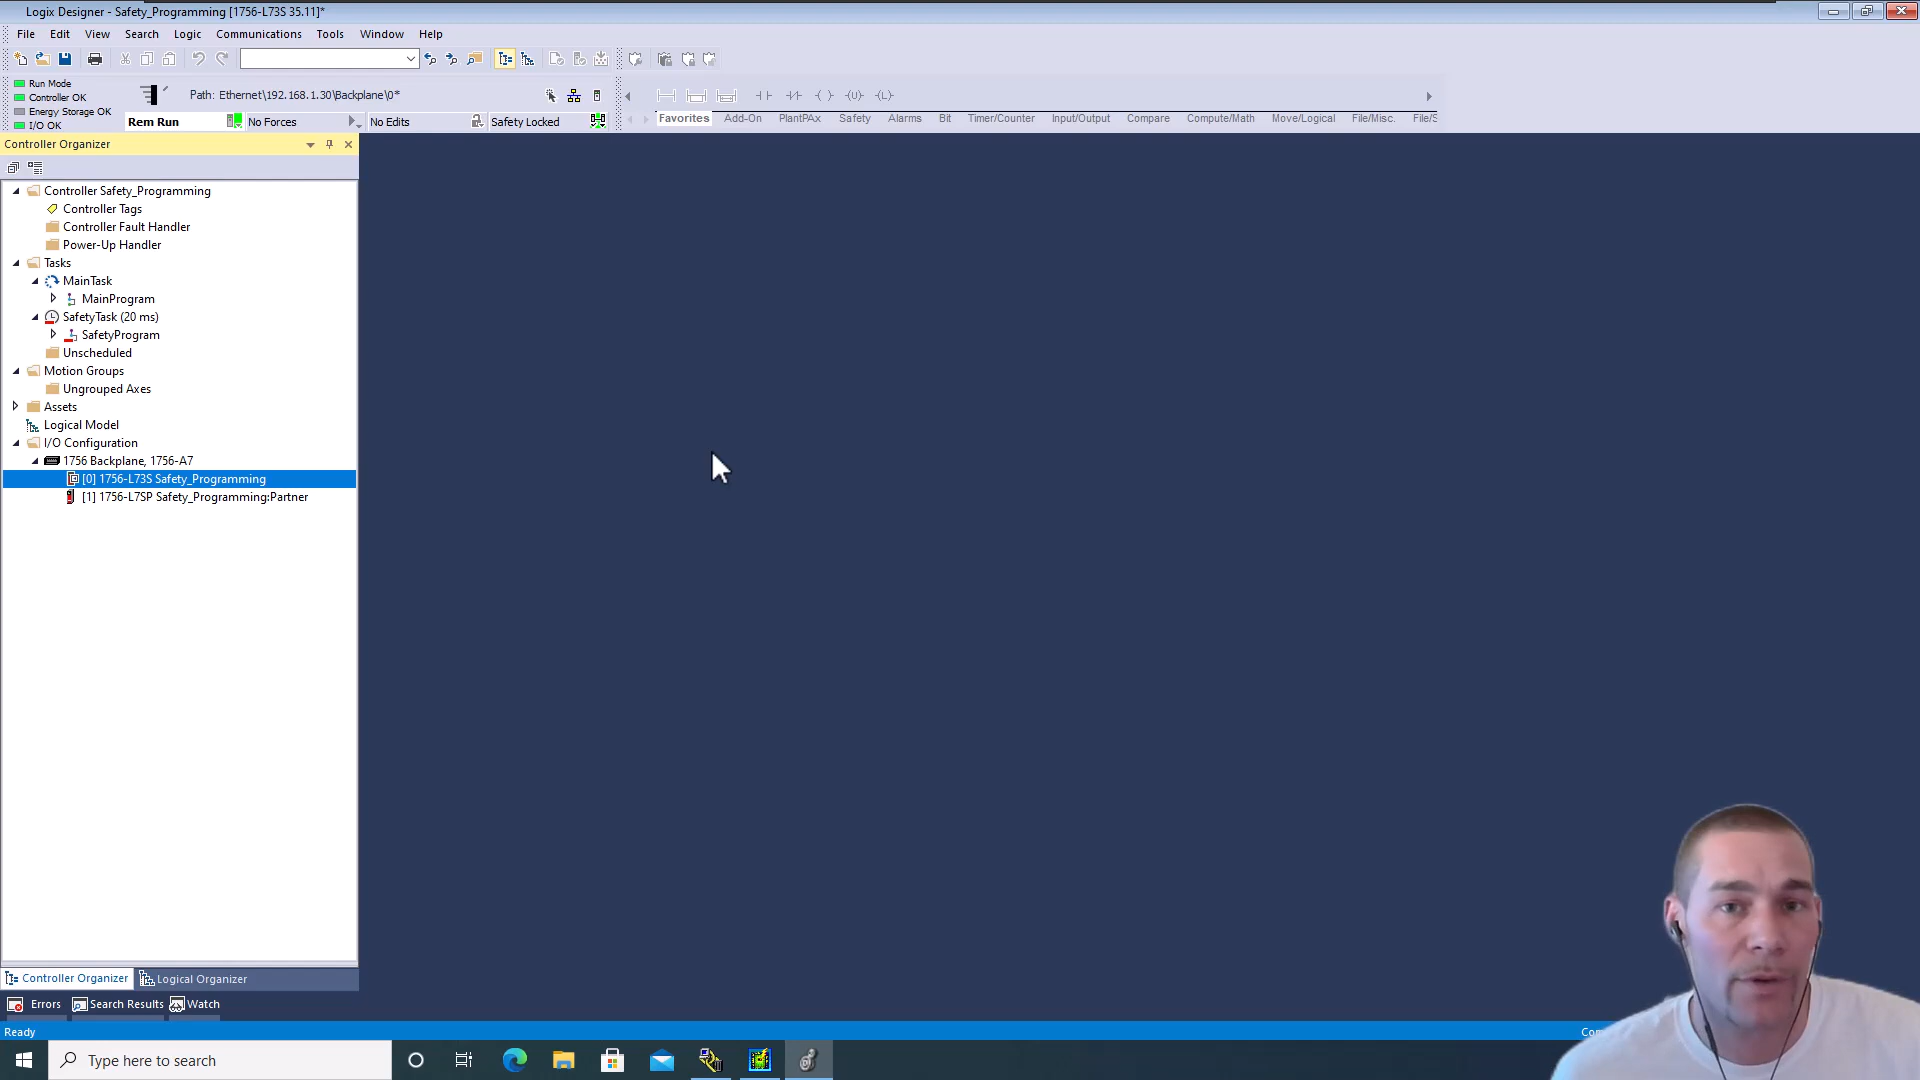 Logix Designer - Safety_Programming [1756-L73S 35.11]*
File Edit View Search Logic Communications Tools Window Help
Run Mode
Controller OK
Energy Storage OK
I/O OK
Path: Ethernet\192.168.1.30\Backplane\0*
Rem Run No Forces No Edits Safety Locked
Favorites Add-On PlantPAx Safety Alarms Bit Timer/Counter Input/Output Compare Compute/Math Move/Logical File/Misc. File/S
Controller Organizer
Controller Safety_Programming
Controller Tags
Controller Fault Handler
Power-Up Handler
Tasks
MainTask
MainProgram
SafetyTask (20 ms)
SafetyProgram
Unscheduled
Motion Groups
Ungrouped Axes
Assets
Logical Model
I/O Configuration
1756 Backplane, 1756-A7
[0] 1756-L73S Safety_Programming
[1] 1756-L7SP Safety_Programming:Partner
Controller Organizer Logical Organizer
Errors Search Results Watch
Ready
Type here to search